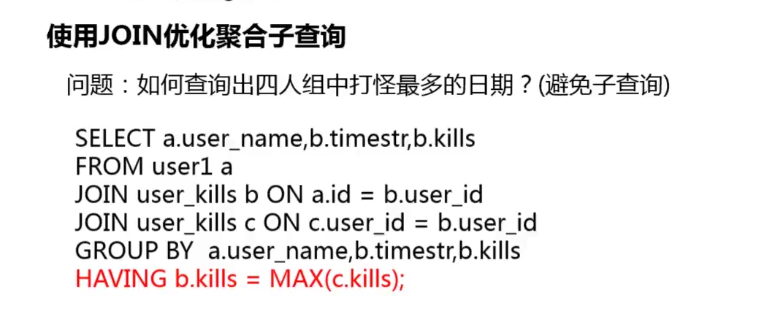 使用JOIN优化聚合子查询
问题：如何查询出四人组中打怪最多的日期？(避免子查询)
SELECT a.user_name,b.timestr,b.kills
FROM user1 a
JOIN user_kills b ON a.id = b.user_id
JOIN user_kills c ON c.user_id = b.user_id
GROUP BY  a.user_name,b.timestr,b.kills
HAVING b.kills = MAX(c.kills);